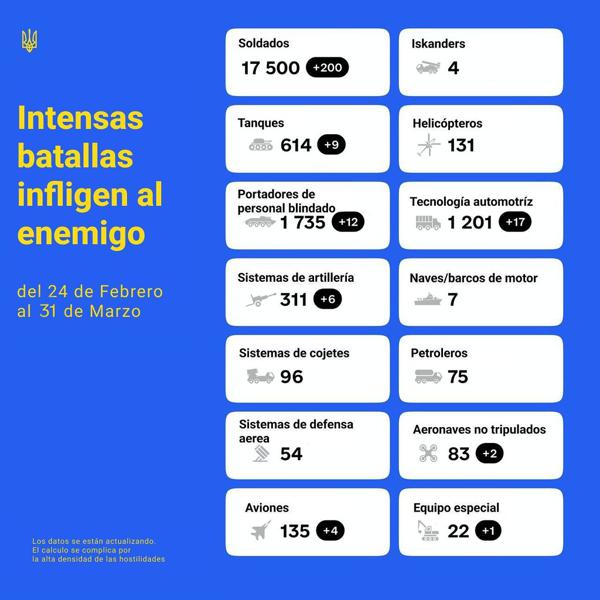 Intensas
batallas
infligen al
enemigo
del 24 de Febrero
al 31 de Marzo
Los datos se están actualizando.
El calculo se complica por
la alta densidad de las hostilidades
Soldados
17 500 +200
Tanques
614 +9
Portadores de
personal blindado
1 735 +12
Sistemas de artillería
311 +6
Sistemas de cojetes
96
Sistemas de defensa
aerea
54
Aviones
135 +4
Iskanders
4
Helicópteros
131
Tecnología automotríz
1 201 +17
Naves/barcos de motor
7
Petroleros
75
Aeronaves no tripulados
83 +2
Equipo especial
22 +1